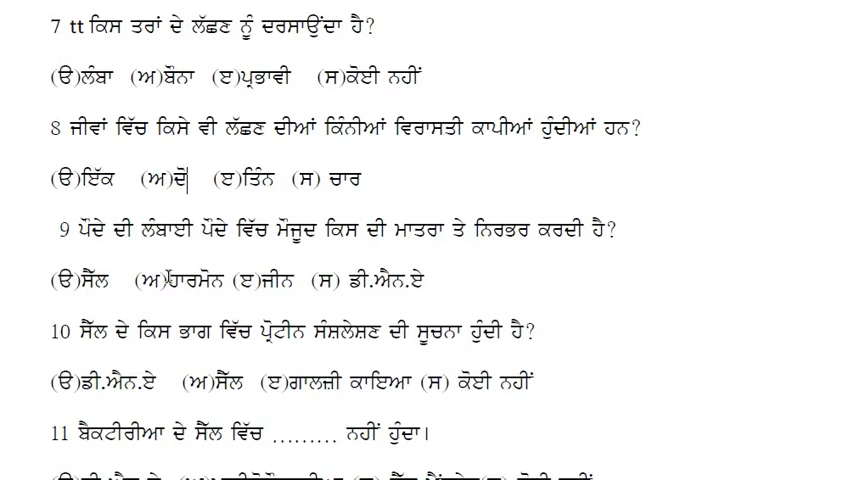 7 tt ਕਿਸ ਤਰਾਂ ਦੇ ਲੱਛਣ ਨੂੰ ਦਰਸਾਉਂਦਾ ਹੈ?
(ੳ)ਲੰਬਾ (ਅ)ਬੌਨਾ (ੲ)ਪ੍ਰਭਾਵੀ (ਸ)ਕੋਈ ਨਹੀਂ
8 ਜੀਵਾਂ ਵਿੱਚ ਕਿਸੇ ਵੀ ਲੱਛਣ ਦੀਆਂ ਕਿੰਨੀਆਂ ਵਿਰਾਸਤੀ ਕਾਪੀਆਂ ਹੁੰਦੀਆਂ ਹਨ?
(ੳ)ਇੱਕ (ਅ)ਦੋ (ੲ)ਤਿੰਨ (ਸ) ਚਾਰ
9 ਪੌਦੇ ਦੀ ਲੰਬਾਈ ਪੌਦੇ ਵਿੱਚ ਮੌਜੂਦ ਕਿਸ ਦੀ ਮਾਤਰਾ ਤੇ ਨਿਰਭਰ ਕਰਦੀ ਹੈ?
(ੳ)ਸੈੱਲ (ਅ)ਹਾਰਮੋਨ (ੲ)ਜੀਨ (ਸ) ਡੀ.ਐਨ.ਏ
10 ਸੈੱਲ ਦੇ ਕਿਸ ਭਾਗ ਵਿੱਚ ਪ੍ਰੋਟੀਨ ਸੰਸ਼ਲੇਸ਼ਣ ਦੀ ਸੂਚਨਾ ਹੁੰਦੀ ਹੈ?
(ੳ)ਡੀ.ਐਨ.ਏ (ਅ)ਸੈੱਲ (ੲ)ਗਾਲਜ਼ੀ ਕਾਇਆ (ਸ) ਕੋਈ ਨਹੀਂ
11 ਬੈਕਟੀਰੀਆ ਦੇ ਸੈੱਲ ਵਿੱਚ ......... ਨਹੀਂ ਹੁੰਦਾ।